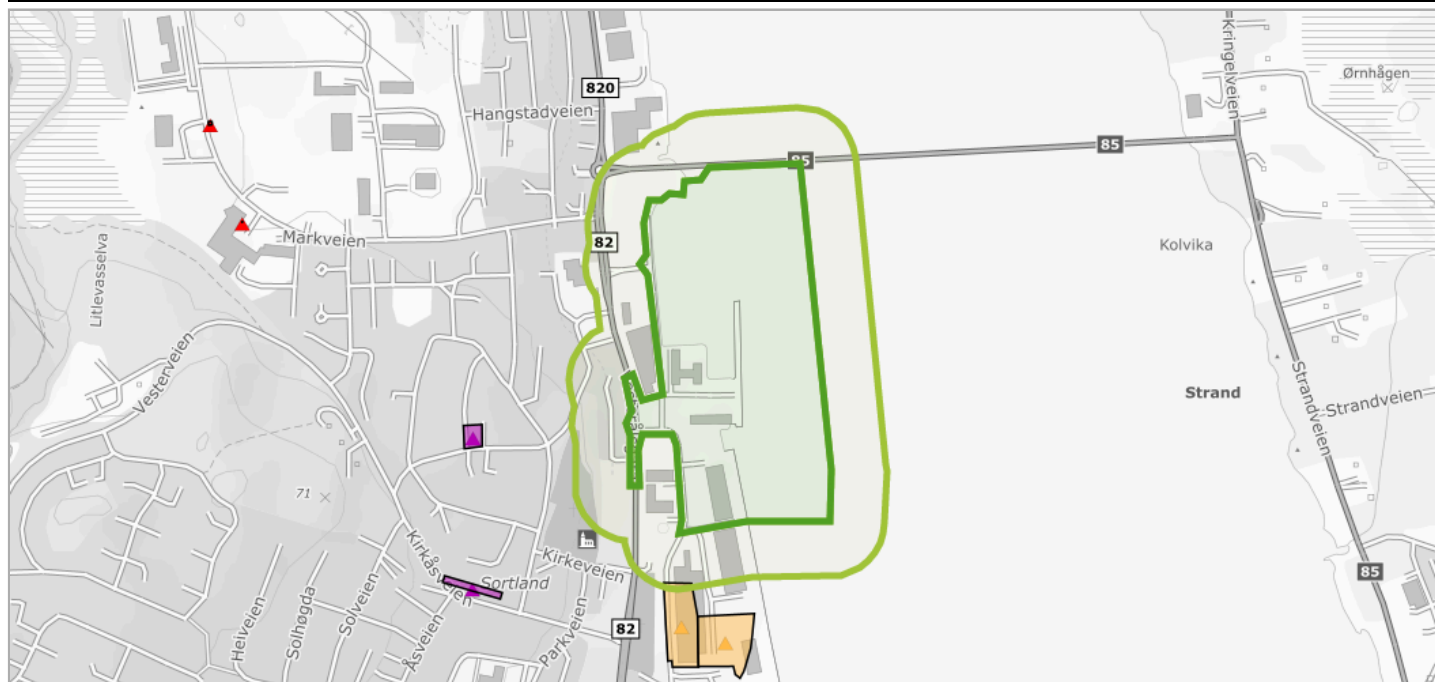 Kringelveien
Ørnhågen
820
Hangstadveien
85
85
Markveien
82
Kolvika
Litlevasselva
Vesterveien
Strandveien
Strand
Strandveien
71
Kirkåsveien
Kirkeveien
Sortland
85
Heiveien
Solhøgda
Solveien
Åsveien
Parkveien
82